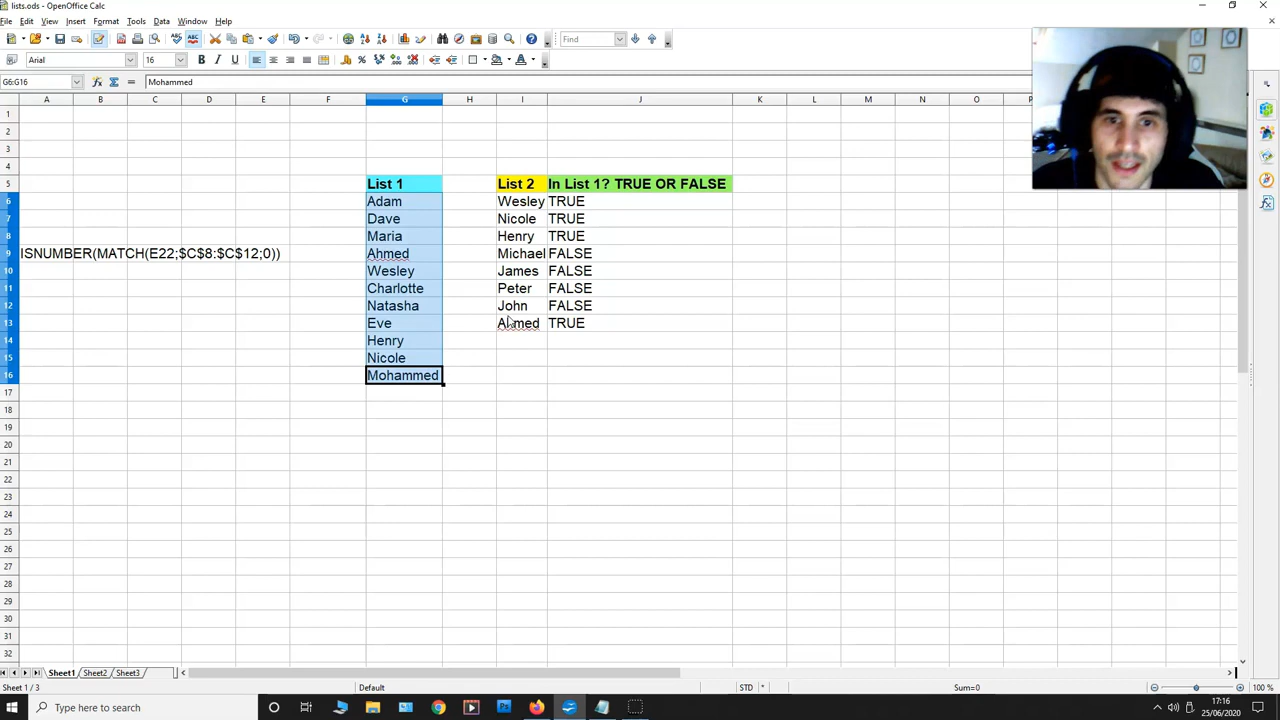 lists.ods - OpenOffice Calc
File Edit View Insert Format Tools Data Window Help
Find
Arial 16
G6:G16 Mohammed
A B C D E F G H I J K L M N O
1
2
3
4
5 List 1 List 2 In List 1? TRUE OR FALSE
6 Adam Wesley TRUE
7 Dave Nicole TRUE
8 Maria Henry TRUE
9 ISNUMBER(MATCH(E22;$C$8:$C$12;0)) Ahmed Michael FALSE
10 Wesley James FALSE
11 Charlotte Peter FALSE
12 Natasha John FALSE
13 Eve Ahmed TRUE
14 Henry
15 Nicole
16 Mohammed
17
18
19
20
21
22
23
24
25
26
27
28
29
30
31
32
Sheet1 Sheet2 Sheet3
Sheet 1 / 3 Default STD * Sum=0 100 %
Type here to search
17:16
25/06/2020